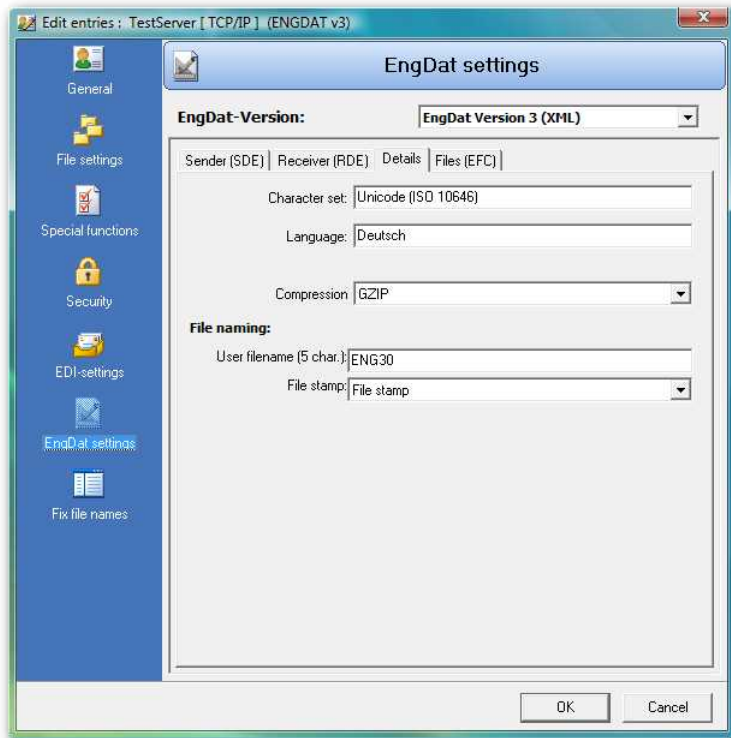 Edit entries : TestServer [ TCP/IP ] (ENGDAT v3)
General
File settings
Special functions
Security
EDI-settings
EngDat settings
Fix file names
EngDat settings
EngDat-Version: EngDat Version 3 (XML)
Sender (SDE) Receiver (RDE) Details Files (EFC)
Character set: Unicode (ISO 10646)
Language: Deutsch
Compression GZIP
File naming:
User filename (5 char.): ENG30
File stamp: File stamp
OK Cancel